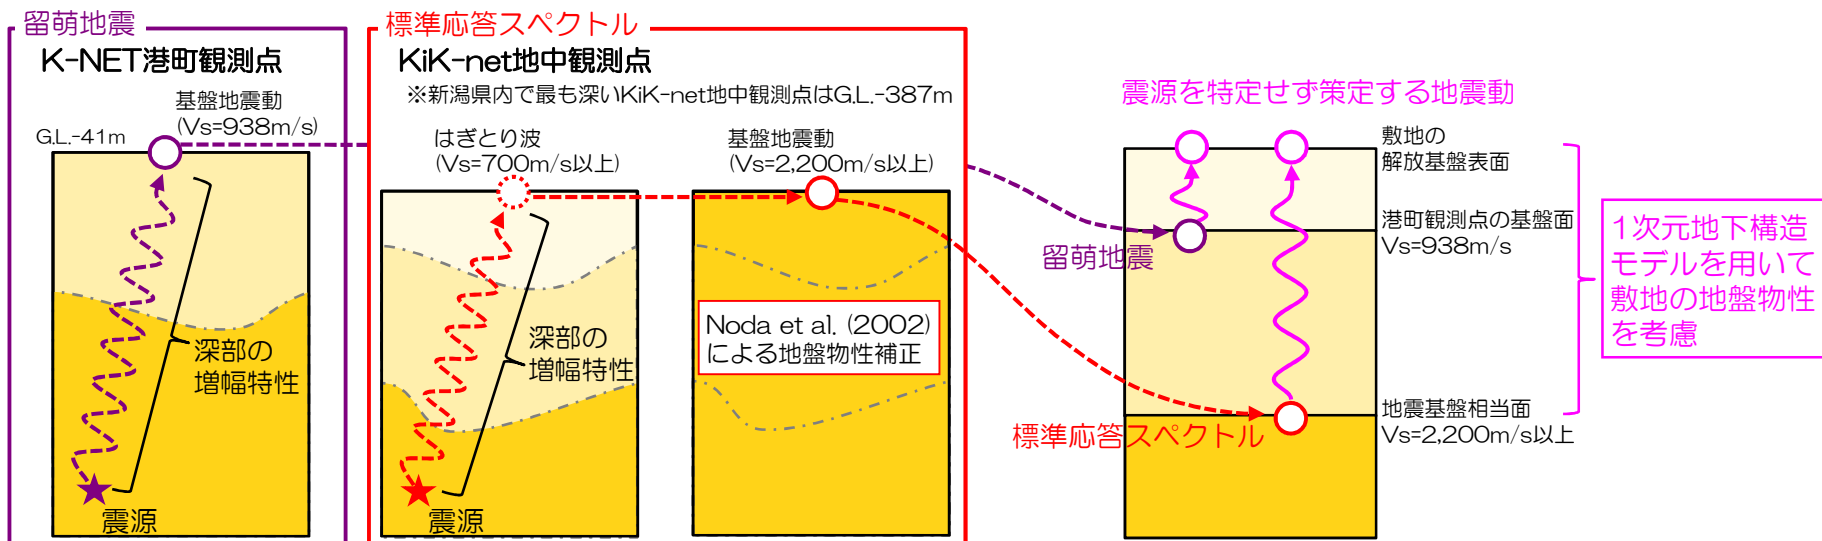 留萌地震
K-NET港町観測点
基盤地震動
(Vs=938m/s)
G.L.-41m
深部の
増幅特性
震源
標準応答スペクトル
KiK-net地中観測点
※新潟県内で最も深いKiK-net地中観測点はG.L.-387m
はぎとり波
(Vs=700m/s以上)
基盤地震動
(Vs=2,200m/s以上)
深部の
増幅特性
震源
Noda et al. (2002)
による地盤物性補正
震源を特定せず策定する地震動
敷地の
解放基盤表面
港町観測点の基盤面
Vs=938m/s
留萌地震
標準応答スペクトル
地震基盤相当面
Vs=2,200m/s以上
1次元地下構造
モデルを用いて
敷地の地盤物性
を考慮